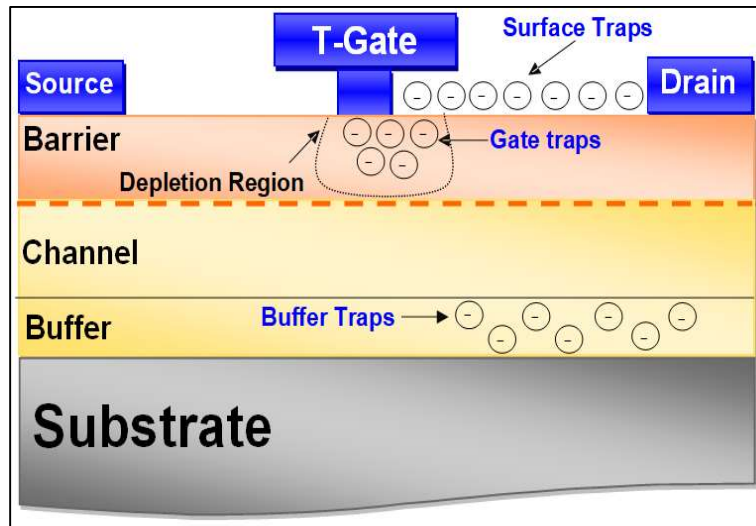 T-Gate
Surface Traps
Source
Drain
Barrier
Gate traps
Depletion Region
Channel
Buffer Traps
Buffer
Substrate